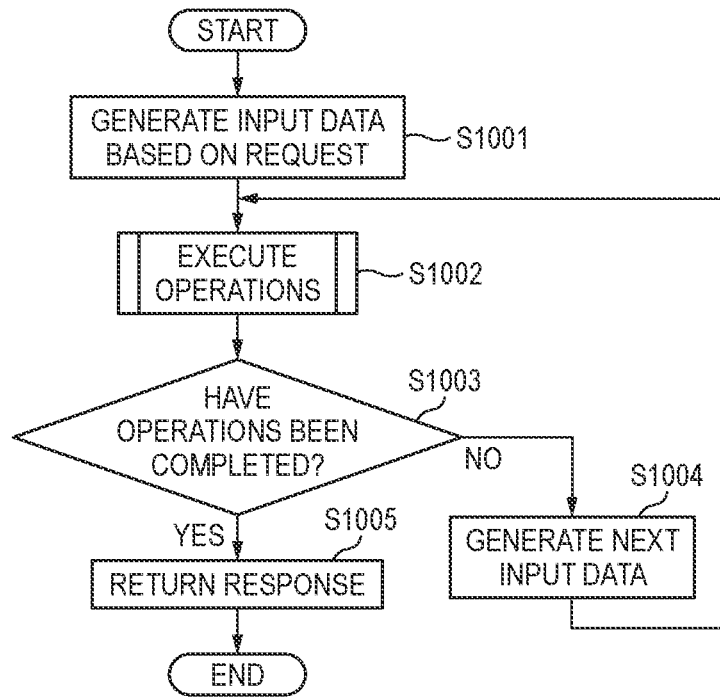 START
GENERATE INPUT DATA
BASED ON REQUEST
S1001
EXECUTE
OPERATIONS
S1002
HAVE
OPERATIONS BEEN
COMPLETED?
S1003
NO
S1004
GENERATE NEXT
INPUT DATA
YES
S1005
RETURN RESPONSE
END